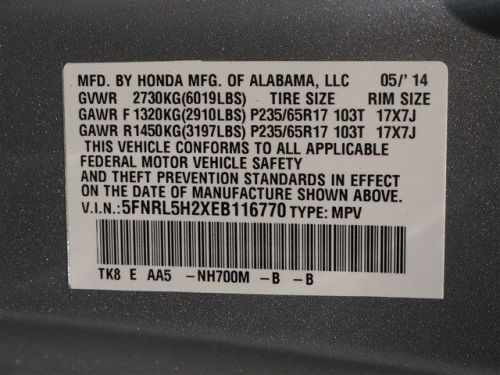 MFD. BY HONDA MFG. OF ALABAMA, LLC 05/'14
GVWR 2730KG(6019LBS) TIRE SIZE RIM SIZE
GAWR F 1320KG(2910LBS) P235/65R17 103T 17X7J
GAWR R 1450KG(3197LBS) P235/65R17 103T 17X7J
THIS VEHICLE CONFORMS TO ALL APPLICABLE
FEDERAL MOTOR VEHICLE SAFETY
AND THEFT PREVENTION STANDARDS IN EFFECT
ON THE DATE OF MANUFACTURE SHOWN ABOVE.
V.I.N.:5FNRL5H2XEB116770 TYPE: MPV
TK8 E AA5 -NH700M -B -B